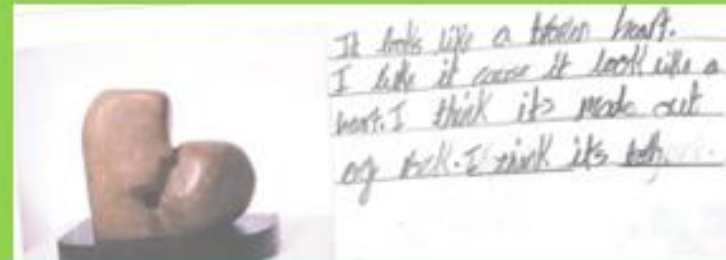 It looks like a broken heart.
I like it cause it look like a
heart. I think its made out
of rock. I think its